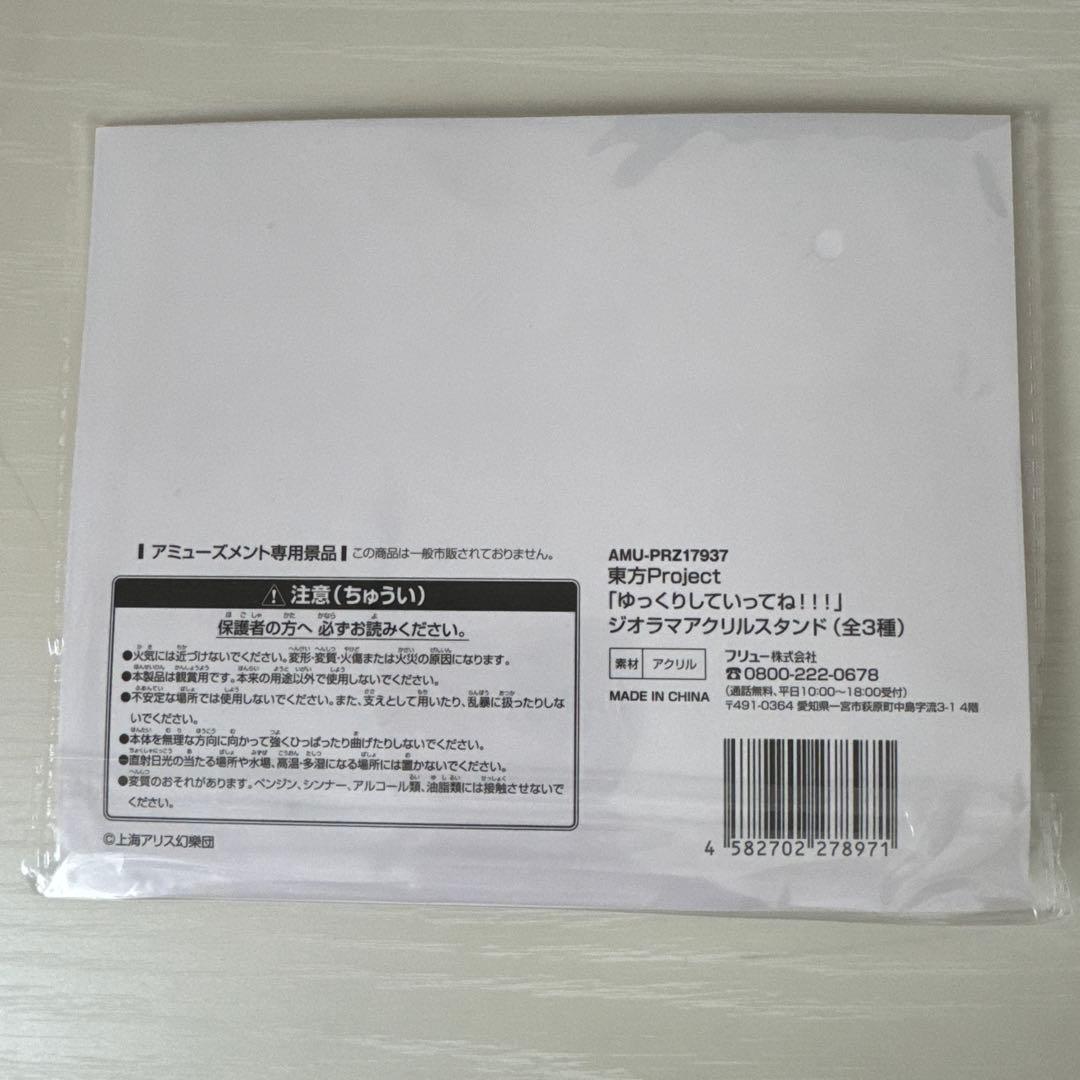 アミューズメント専用景品 この商品は一般市販されておりません。
注意(ちゅうい)
保護者の方へ 必ずお読みください。
●火気には近づけないでください。変形・変質・火傷または火災の原因になります。
●本製品は観賞用です。本来の用途以外で使用しないでください。
●不安定な場所では使用しないでください。また、支えとして用いたり、乱暴に扱ったりしな
いでください。
●本体を無理な方向に向かって強くひっぱったり曲げたりしないでください。
●直射日光の当たる場所や水場、高温・多湿になる場所には置かないでください。
●変質のおそれがあります。ベンジン、シンナー、アルコール類、油脂類には接触させないで
ください。
©上海アリス幻樂団
AMU-PRZ17937
東方Project
「ゆっくりしていってね!!!」
ジオラマアクリルスタンド(全3種)
素材 アクリル
MADE IN CHINA
フリュー株式会社
☎0800-222-0678
(通話無料、平日10:00〜18:00受付)
〒491-0364 愛知県一宮市萩原町中島字流3-1 4階
4 582702 278971